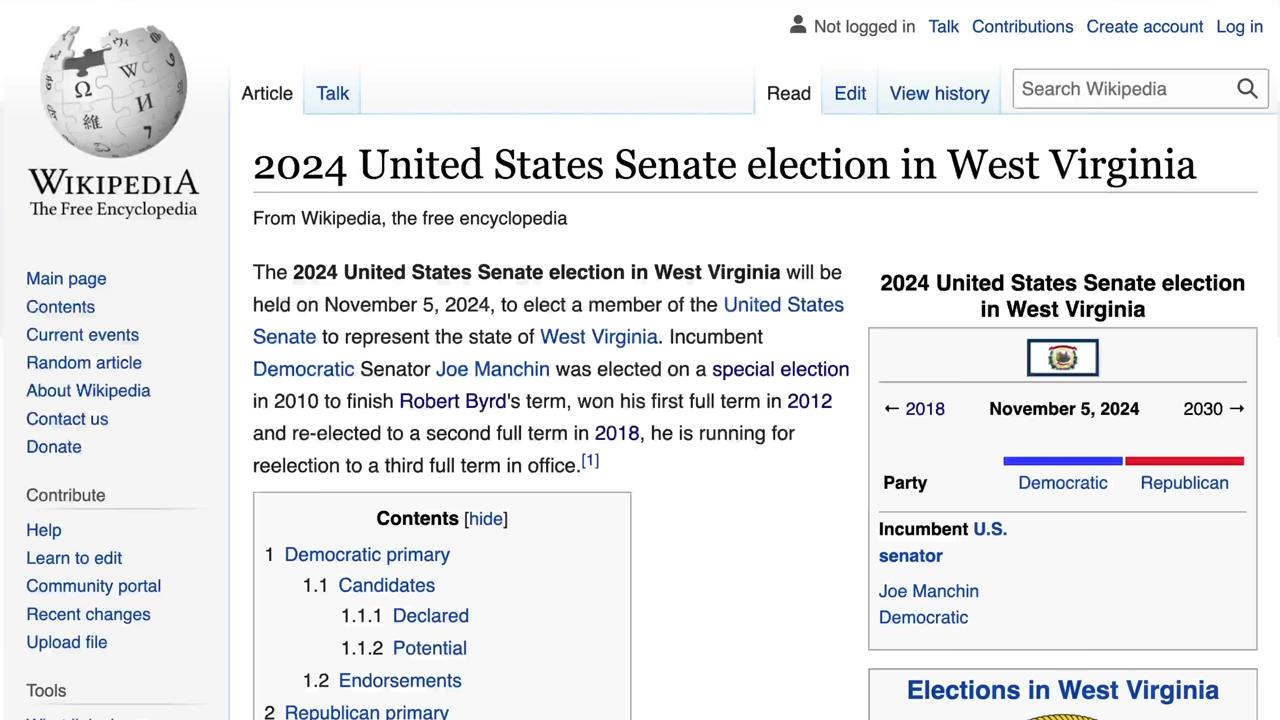 Not logged in Talk Contributions Create account Log in
Article Talk Read Edit View history Search Wikipedia
WIKIPEDIA
The Free Encyclopedia
Main page
Contents
Current events
Random article
About Wikipedia
Contact us
Donate
Contribute
Help
Learn to edit
Community portal
Recent changes
Upload file
Tools
2024 United States Senate election in West Virginia
From Wikipedia, the free encyclopedia
The 2024 United States Senate election in West Virginia will be
held on November 5, 2024, to elect a member of the United States
Senate to represent the state of West Virginia. Incumbent
Democratic Senator Joe Manchin was elected on a special election
in 2010 to finish Robert Byrd's term, won his first full term in 2012
and re-elected to a second full term in 2018, he is running for
reelection to a third full term in office.[1]
Contents [hide]
1 Democratic primary
1.1 Candidates
1.1.1 Declared
1.1.2 Potential
1.2 Endorsements
2 Republican primary
2024 United States Senate election
in West Virginia
← 2018 November 5, 2024 2030 →
Party Democratic Republican
Incumbent U.S.
senator
Joe Manchin
Democratic
Elections in West Virginia